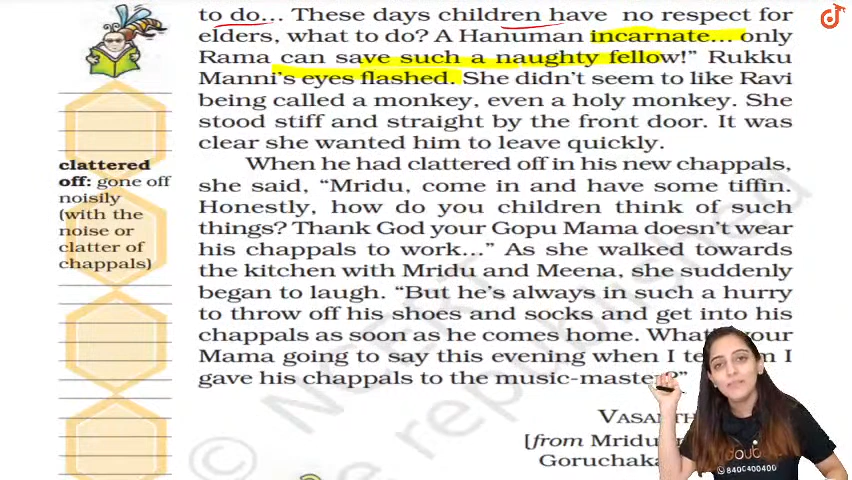 to do... These days children have no respect for
elders, what to do? A Hanuman incarnate... only
Rama can save such a naughty fellow!” Rukku
Manni’s eyes flashed. She didn’t seem to like Ravi
being called a monkey, even a holy monkey. She
stood stiff and straight by the front door. It was
clear she wanted him to leave quickly.
When he had clattered off in his new chappals,
she said, “Mridu, come in and have some tiffin.
Honestly, how do you children think of such
things? Thank God your Gopu Mama doesn’t wear
his chappals to work...” As she walked towards
the kitchen with Mridu and Meena, she suddenly
began to laugh. “But he’s always in such a hurry
to throw off his shoes and socks and get into his
chappals as soon as he comes home. What’s your
Mama going to say this evening when I tell him I
gave his chappals to the music-master?”
[from Mridu
clattered
off: gone off
noisily
(with the
noise or
clatter of
chappals)
© NCERT
be republished
8400400400